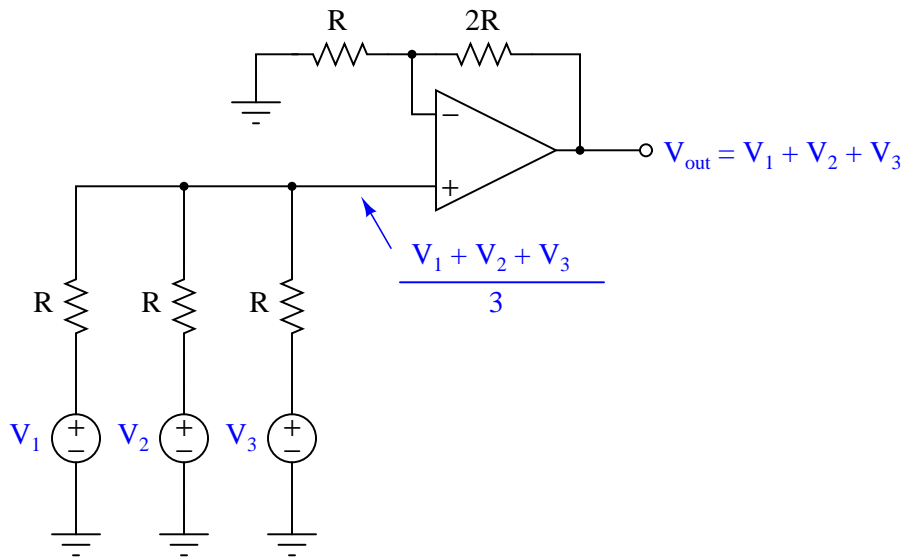 R 2R
−
V₁ + V₂ + V₃
Vout = V₁ + V₂ + V₃
+
3
R R R
V₁ + − V₂ + − V₃ + −